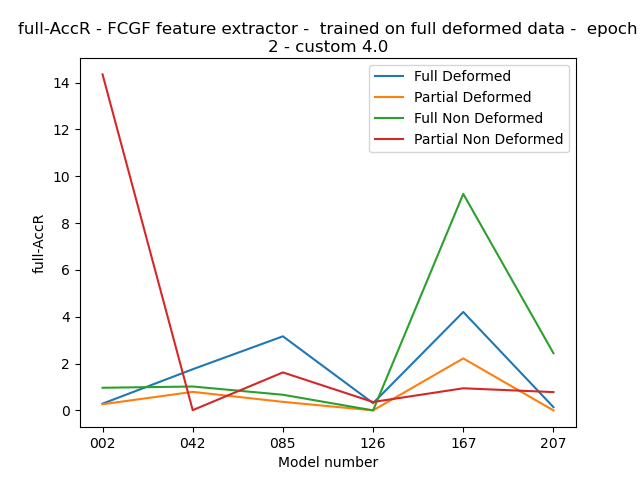 full-AccR - FCGF feature extractor -  trained on full deformed data -  epoch
2 - custom 4.0
Full Deformed
Partial Deformed
Full Non Deformed
Partial Non Deformed
14
12
10
8
6
4
2
0
full-AccR
002 042 085 126 167 207
Model number